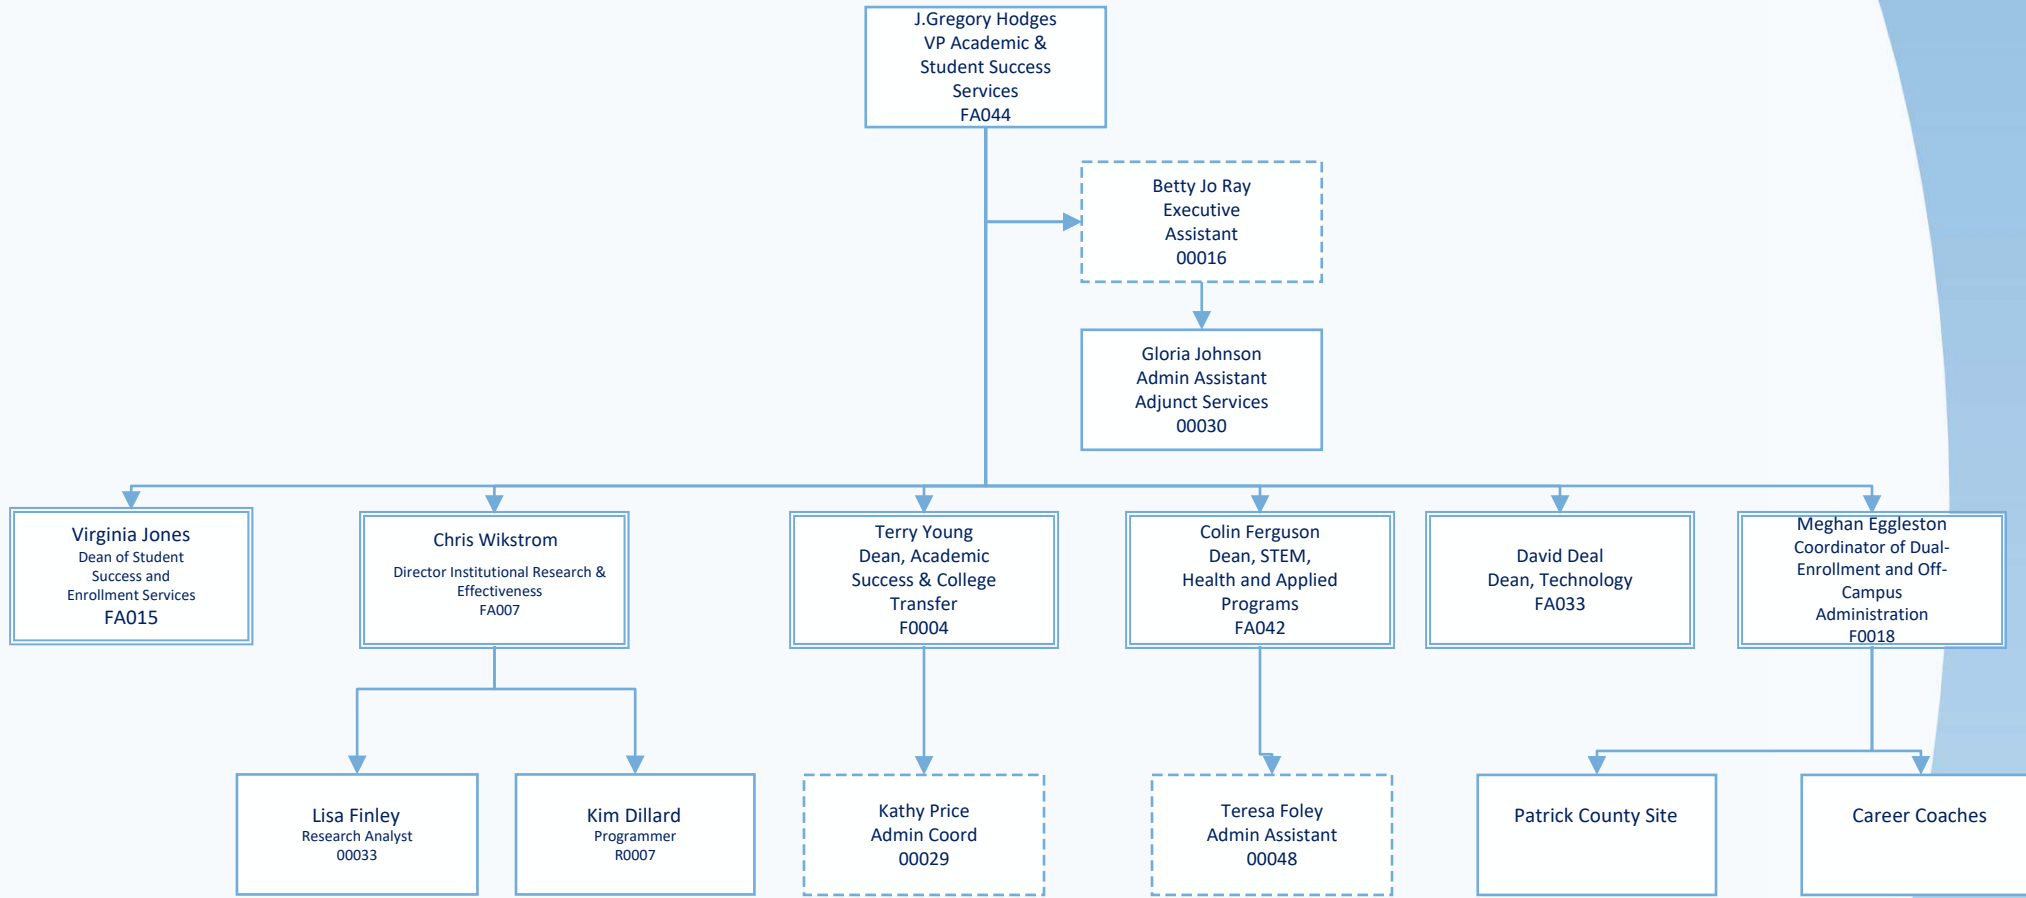 J.Gregory Hodges
VP Academic &
Student Success
Services
FA044
Betty Jo Ray
Executive
Assistant
00016
Gloria Johnson
Admin Assistant
Adjunct Services
00030
Virginia Jones
Dean of Student
Success and
Enrollment Services
FA015
Chris Wikstrom
Director Institutional Research &
Effectiveness
FA007
Terry Young
Dean, Academic
Success & College
Transfer
F0004
Colin Ferguson
Dean, STEM,
Health and Applied
Programs
FA042
David Deal
Dean, Technology
FA033
Meghan Eggleston
Coordinator of Dual-
Enrollment and Off-
Campus
Administration
F0018
Lisa Finley
Research Analyst
00033
Kim Dillard
Programmer
R0007
Kathy Price
Admin Coord
00029
Teresa Foley
Admin Assistant
00048
Patrick County Site
Career Coaches